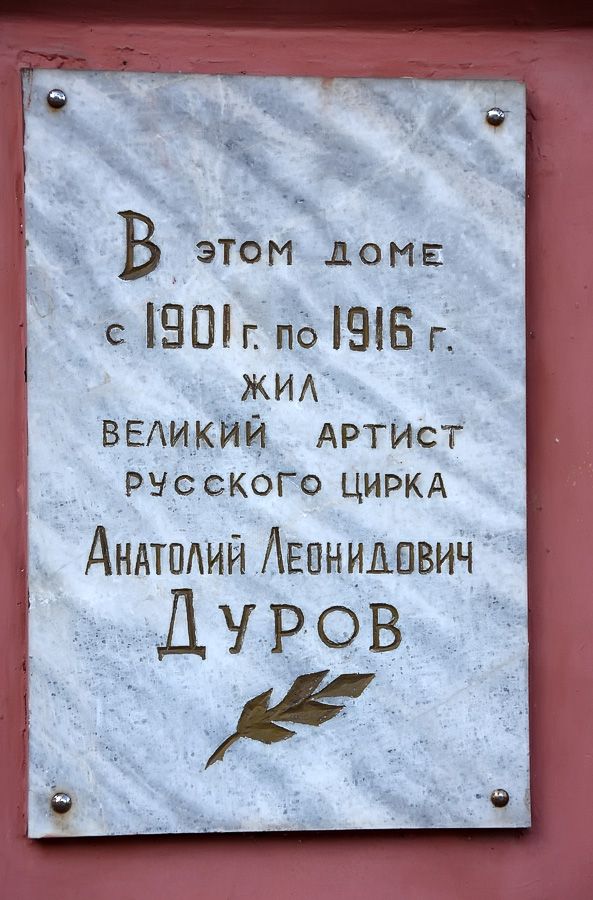 В ЭТОМ ДОМЕ
С 1901 Г. ПО 1916 Г.
ЖИЛ
ВЕЛИКИЙ АРТИСТ
РУССКОГО ЦИРКА
АНАТОЛИЙ ЛЕОНИДОВИЧ
ДУРОВ